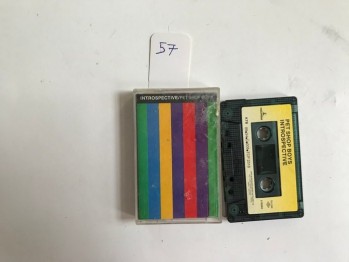 57
INTROSPECTIVE/PET SHOP BOYS
PET SHOP BOYS
INTROSPECTIVE